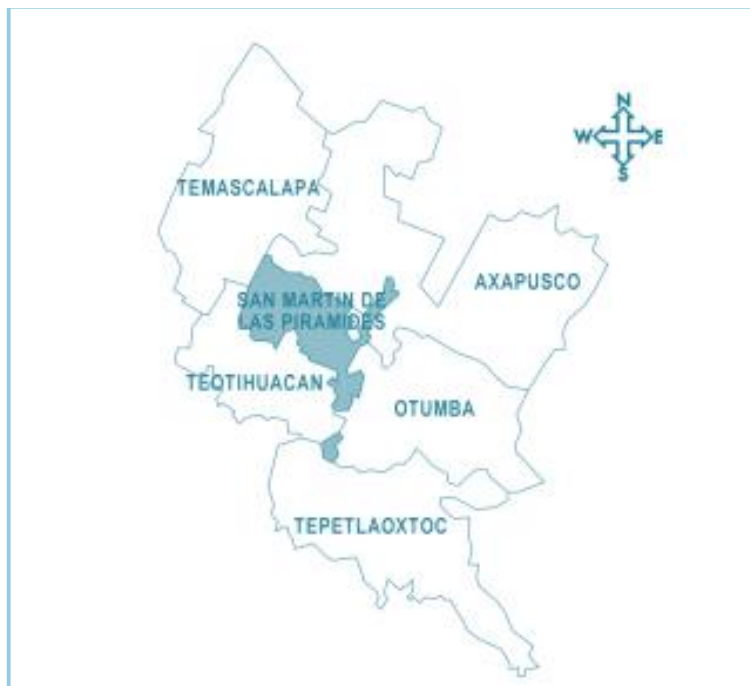 N
W E
S
TEMASCALAPA
AXAPUSCO
SAN MARTIN DE
LAS PIRAMIDES
TEOTIHUACAN
OTUMBA
TEPETLAOXTOC